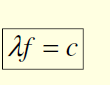 λf = c